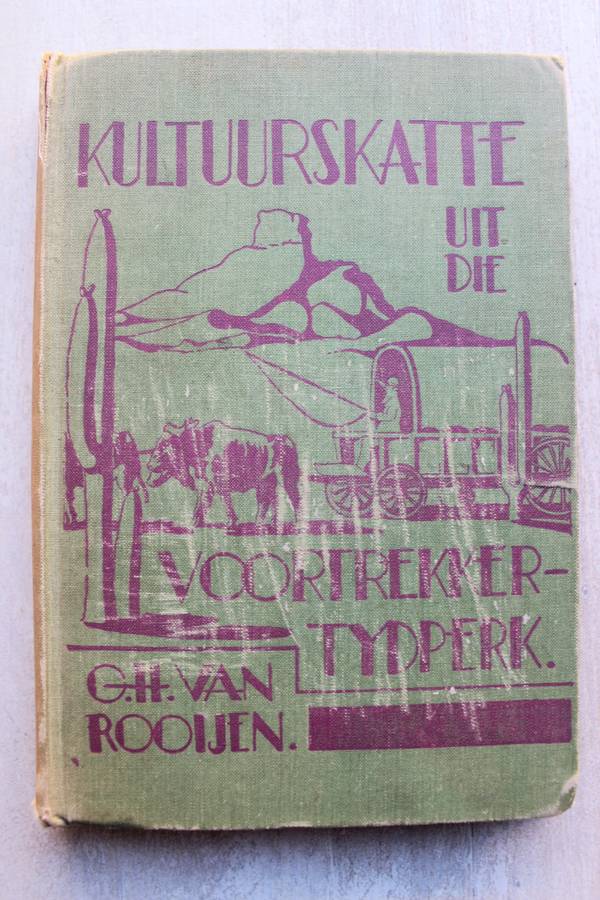 KULTUURSKATTE
UIT
DIE
VOORTREKKER-
TYDPERK.
G.H. VAN
ROOIJEN.